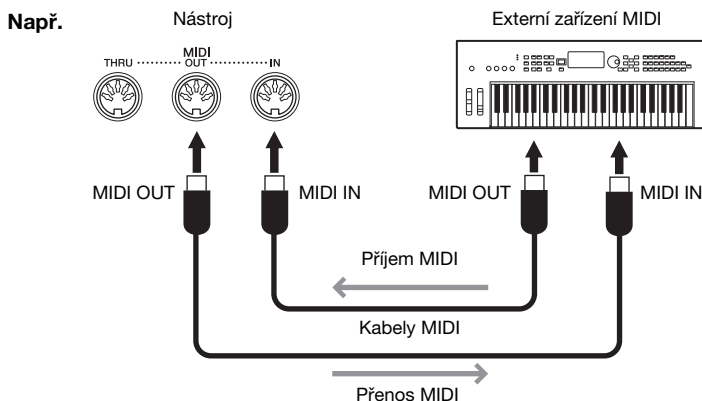 Např.
Nástroj
Externí zařízení MIDI
MIDI
THRU OUT IN
MIDI OUT
MIDI IN
MIDI OUT
MIDI IN
Příjem MIDI
Kabely MIDI
Přenos MIDI